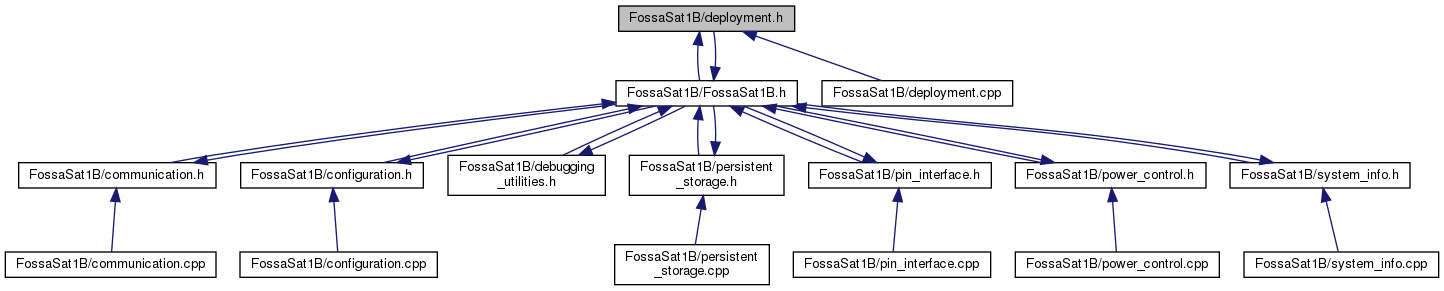 FossaSat1B/deployment.h
FossaSat1B/FossaSat1B.h
FossaSat1B/deployment.cpp
FossaSat1B/communication.h
FossaSat1B/configuration.h
FossaSat1B/debugging
_utilities.h
FossaSat1B/persistent
_storage.h
FossaSat1B/pin_interface.h
FossaSat1B/power_control.h
FossaSat1B/system_info.h
FossaSat1B/communication.cpp
FossaSat1B/configuration.cpp
FossaSat1B/persistent
_storage.cpp
FossaSat1B/pin_interface.cpp
FossaSat1B/power_control.cpp
FossaSat1B/system_info.cpp